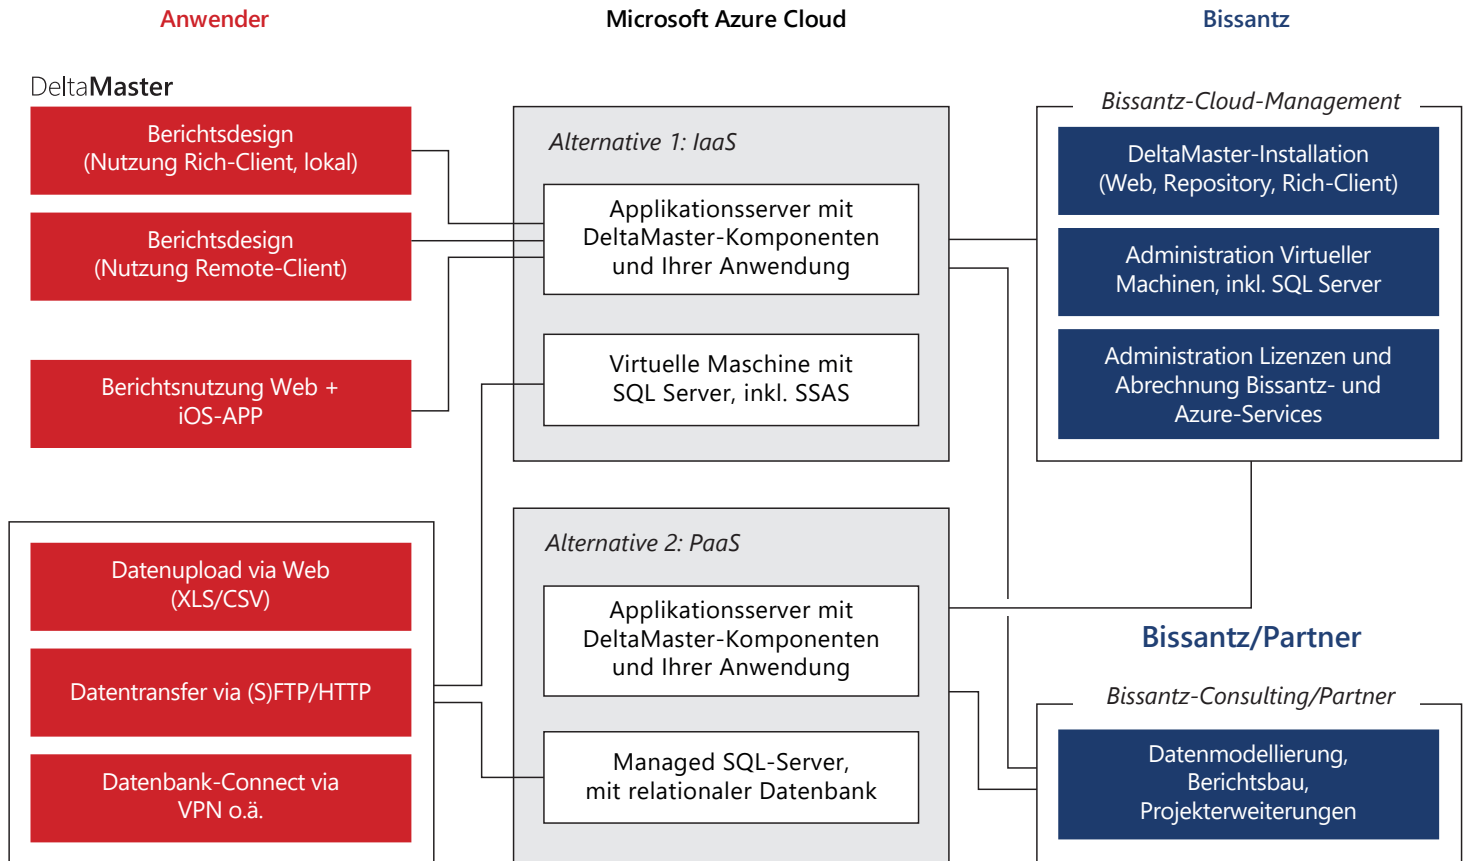 Anwender
Microsoft Azure Cloud
Bissantz
DeltaMaster
Berichtsdesign
(Nutzung Rich-Client, lokal)
Berichtsdesign
(Nutzung Remote-Client)
Berichtsnutzung Web +
iOS-APP
Datenupload via Web
(XLS/CSV)
Datentransfer via (S)FTP/HTTP
Datenbank-Connect via
VPN o.ä.
Alternative 1: IaaS
Applikationsserver mit
DeltaMaster-Komponenten
und Ihrer Anwendung
Virtuelle Maschine mit
SQL Server, inkl. SSAS
Alternative 2: PaaS
Applikationsserver mit
DeltaMaster-Komponenten
und Ihrer Anwendung
Managed SQL-Server,
mit relationaler Datenbank
Bissantz-Cloud-Management
DeltaMaster-Installation
(Web, Repository, Rich-Client)
Administration Virtueller
Machinen, inkl. SQL Server
Administration Lizenzen und
Abrechnung Bissantz- und
Azure-Services
Bissantz/Partner
Bissantz-Consulting/Partner
Datenmodellierung,
Berichtsbau,
Projekterweiterungen